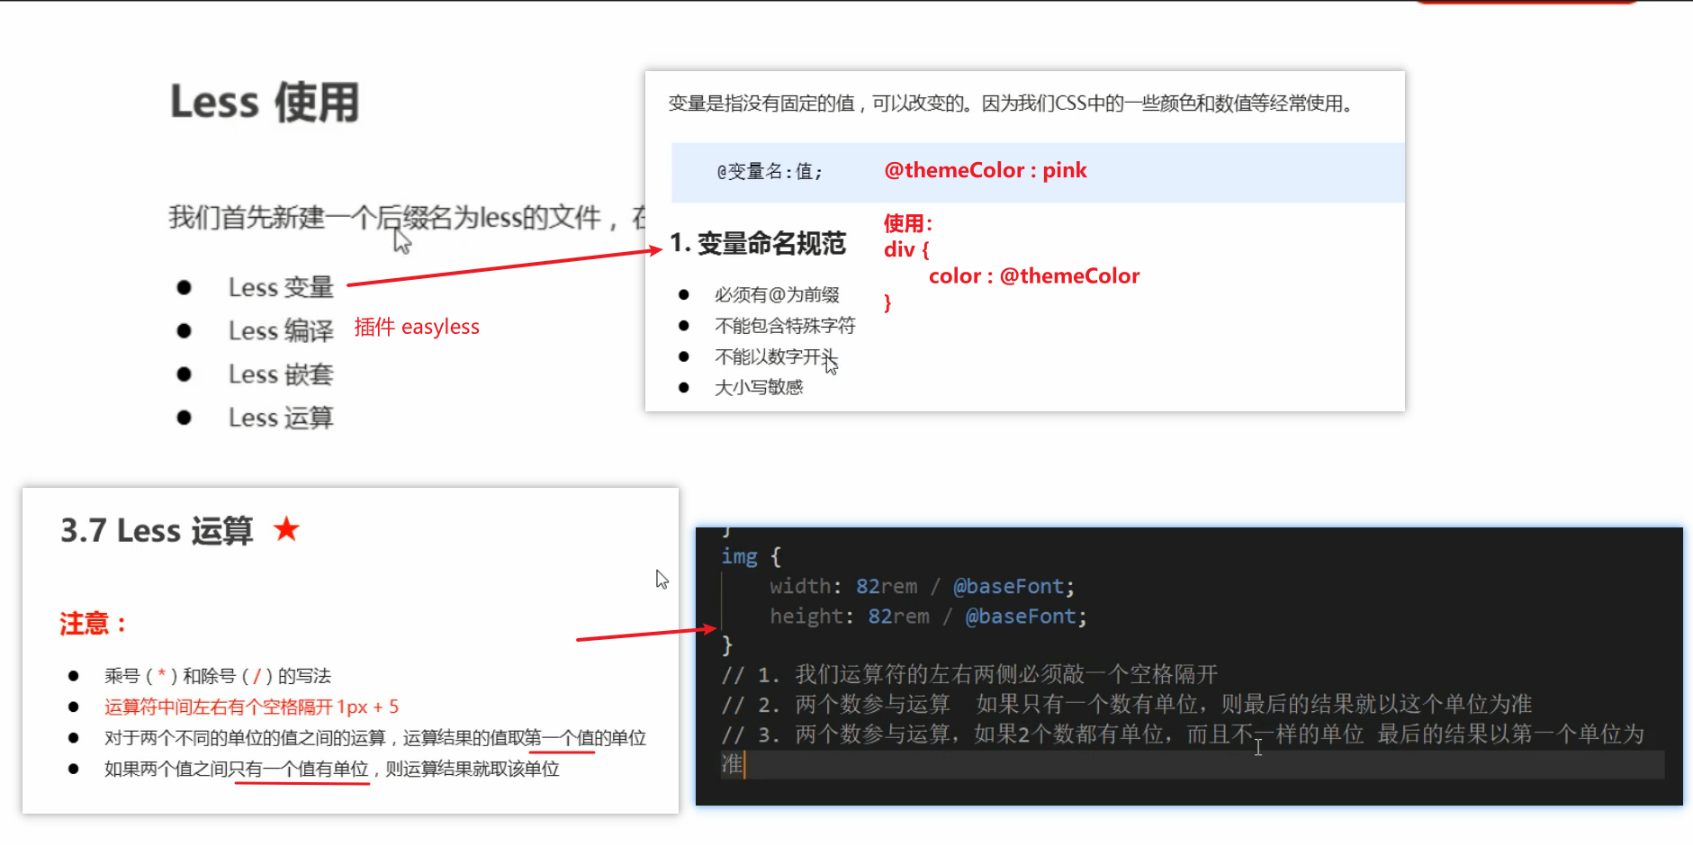 Less 使用
我们首先新建一个后缀名为less的文件，
Less 变量
Less 编译 插件 easyless
Less 嵌套
Less 运算
变量是指没有固定的值，可以改变的。因为我们CSS中的一些颜色和数值等经常使用。
@变量名:值; @themeColor : pink
1. 变量命名规范
必须有@为前缀
不能包含特殊字符
不能以数字开头
大小写敏感
使用：
div {
color : @themeColor
}
3.7 Less 运算 ★
注意：
乘号（*）和除号（/）的写法
运算符中间左右有个空格隔开 1px + 5
对于两个不同的单位的值之间的运算，运算结果的值取第一个值的单位
如果两个值之间只有一个值有单位，则运算结果就取该单位
}
img {
width: 82rem / @baseFont;
height: 82rem / @baseFont;
}
// 1. 我们运算符的左右两侧必须敲一个空格隔开
// 2. 两个数参与运算 如果只有一个数有单位，则最后的结果就以这个单位为准
// 3. 两个数参与运算，如果2个数都有单位，而且不一样的单位 最后的结果以第一个单位为
准